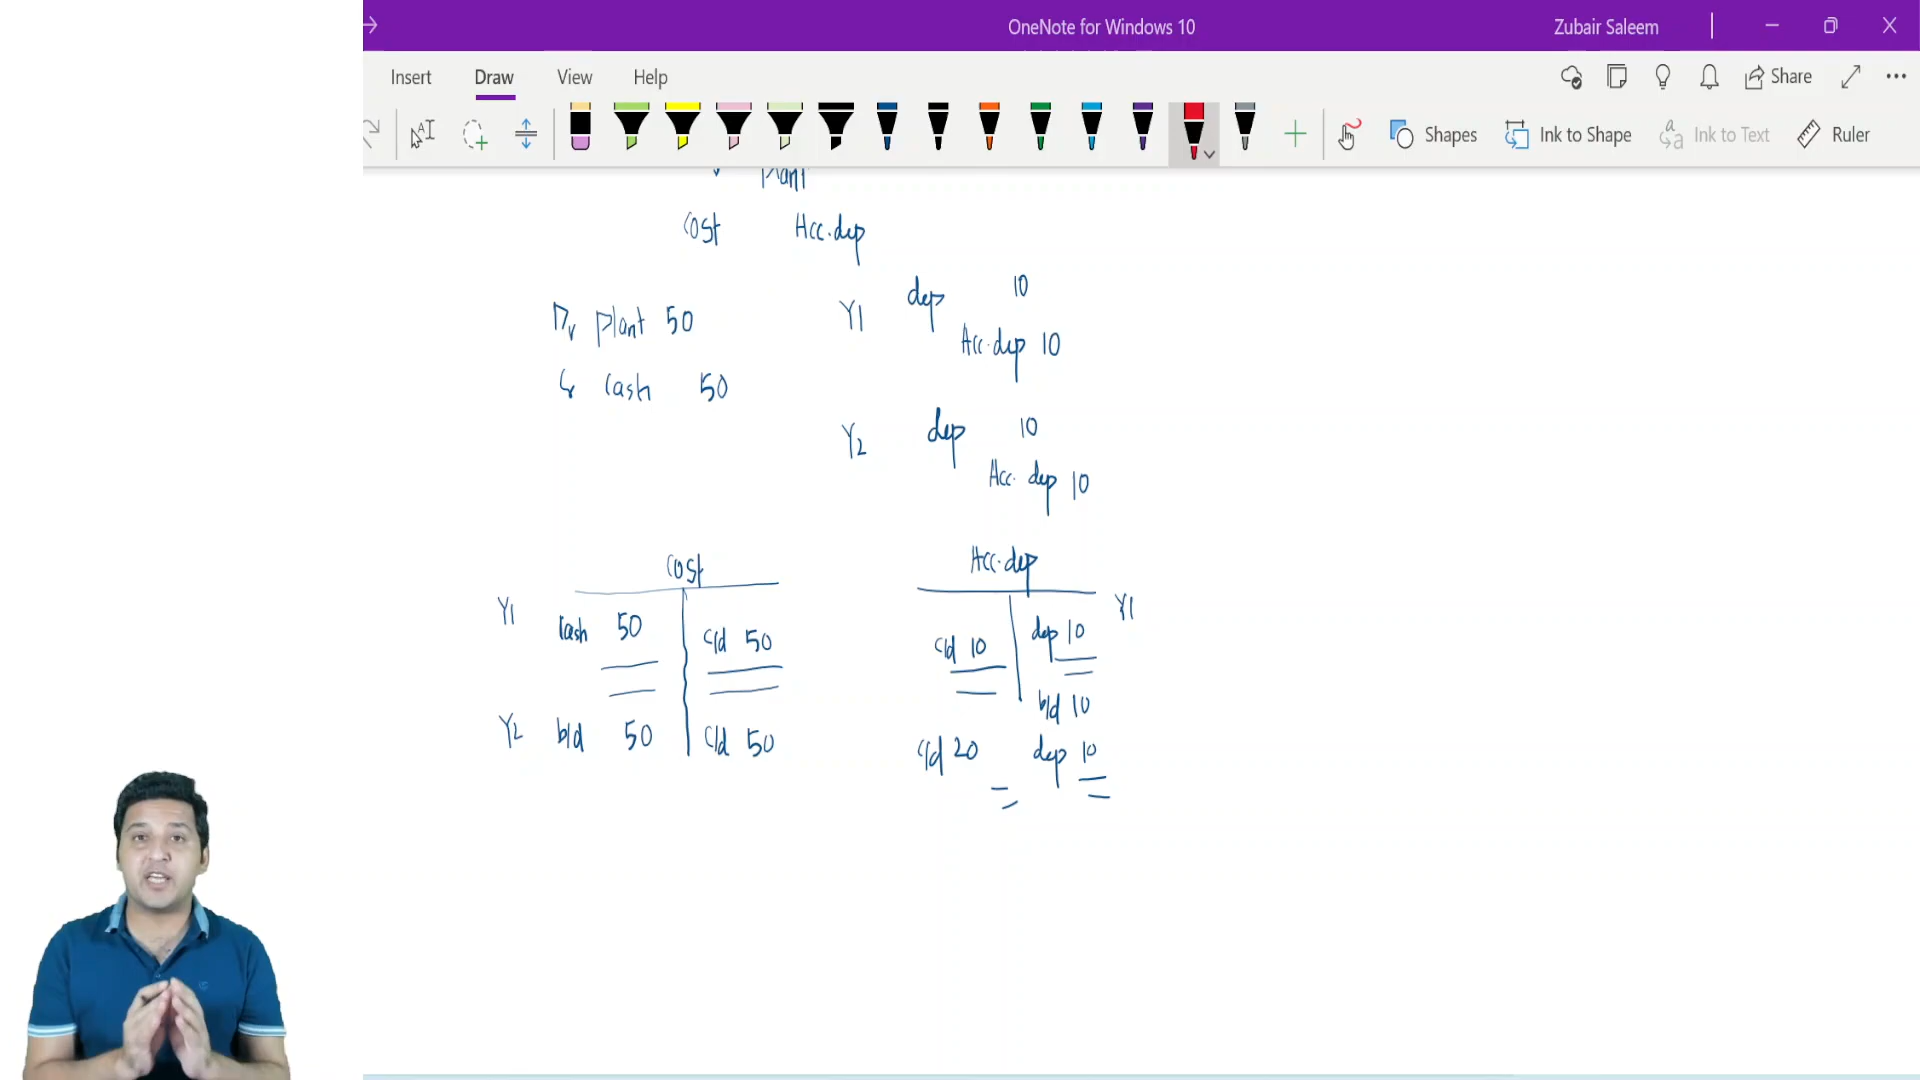 OneNote for Windows 10 Zubair Saleem
Insert Draw View Help Share
Shapes Ink to Shape Ink to Text Ruler
Plant
Cost Acc.dep
Dr Plant 50
Cr Cash 50
Y1 dep 10
Acc.dep 10
Y2 dep 10
Acc. dep 10
Cost
Y1 Cash 50 c/d 50
Y2 b/d 50 c/d 50
Acc.dep
c/d 10 dep 10 Y1
b/d 10
c/d 20 dep 10